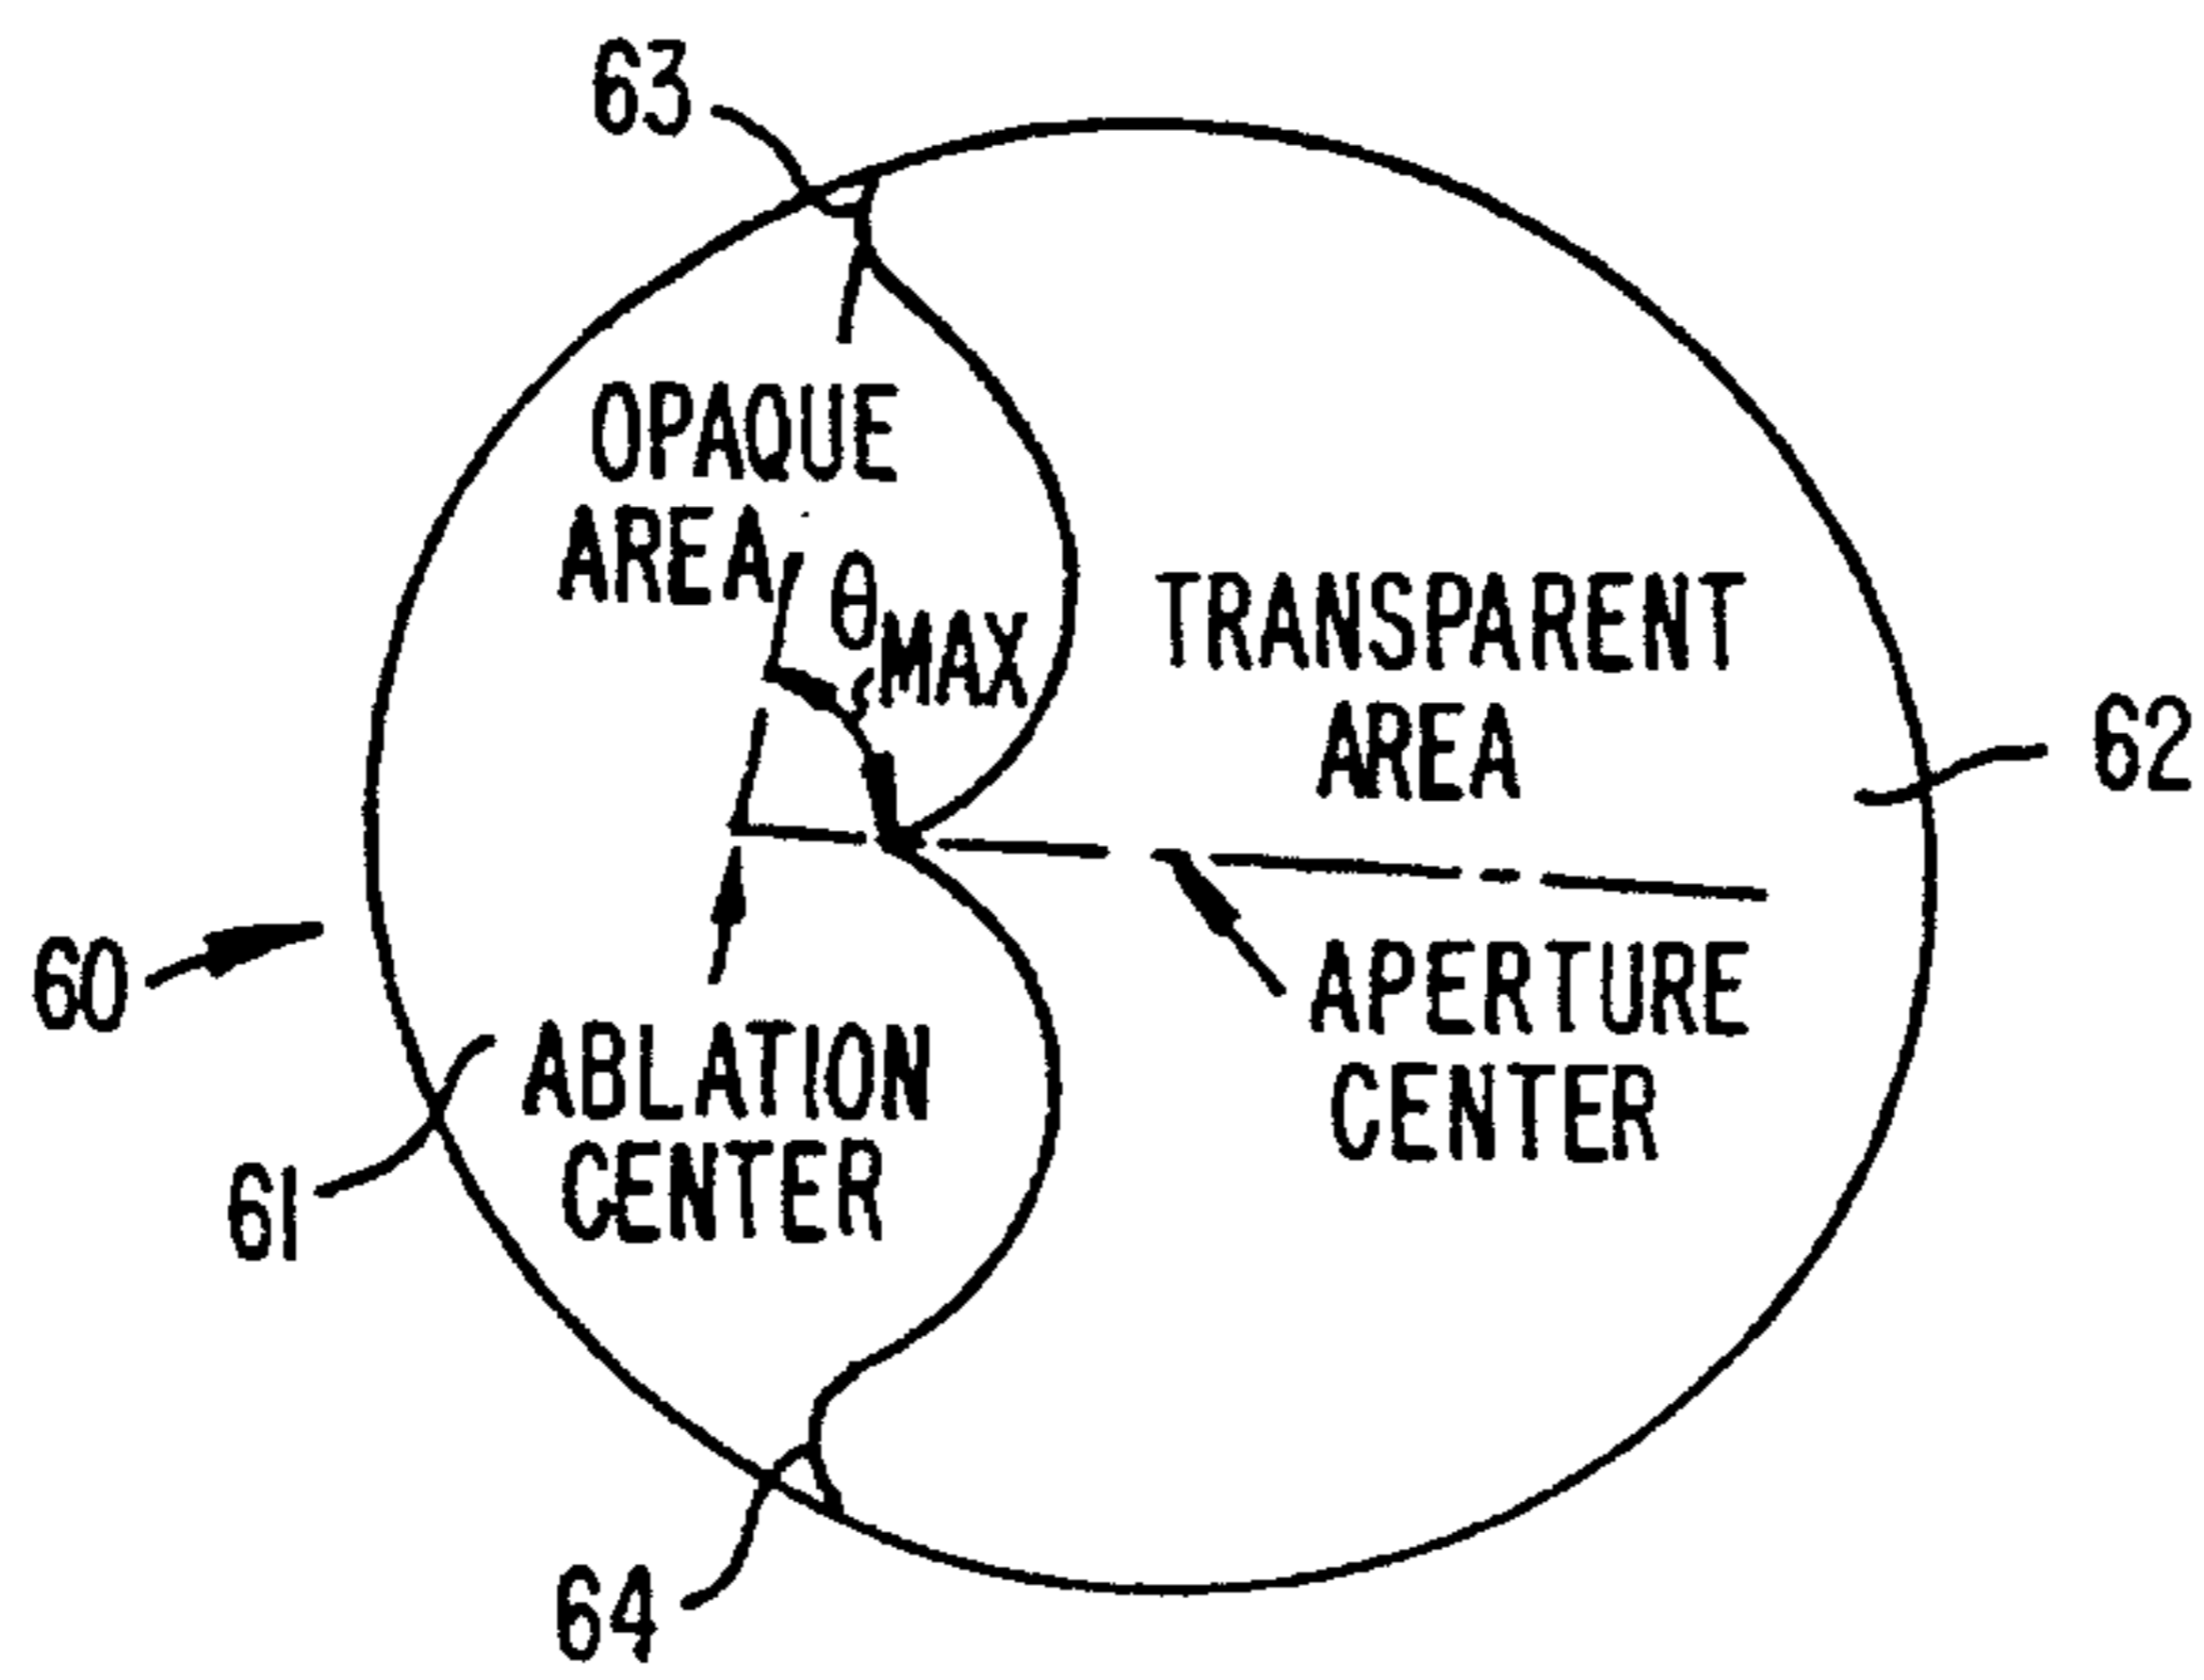 63
OPAQUE
AREA
θMAX
TRANSPARENT
AREA
62
60
APERTURE
CENTER
ABLATION
CENTER
61
64